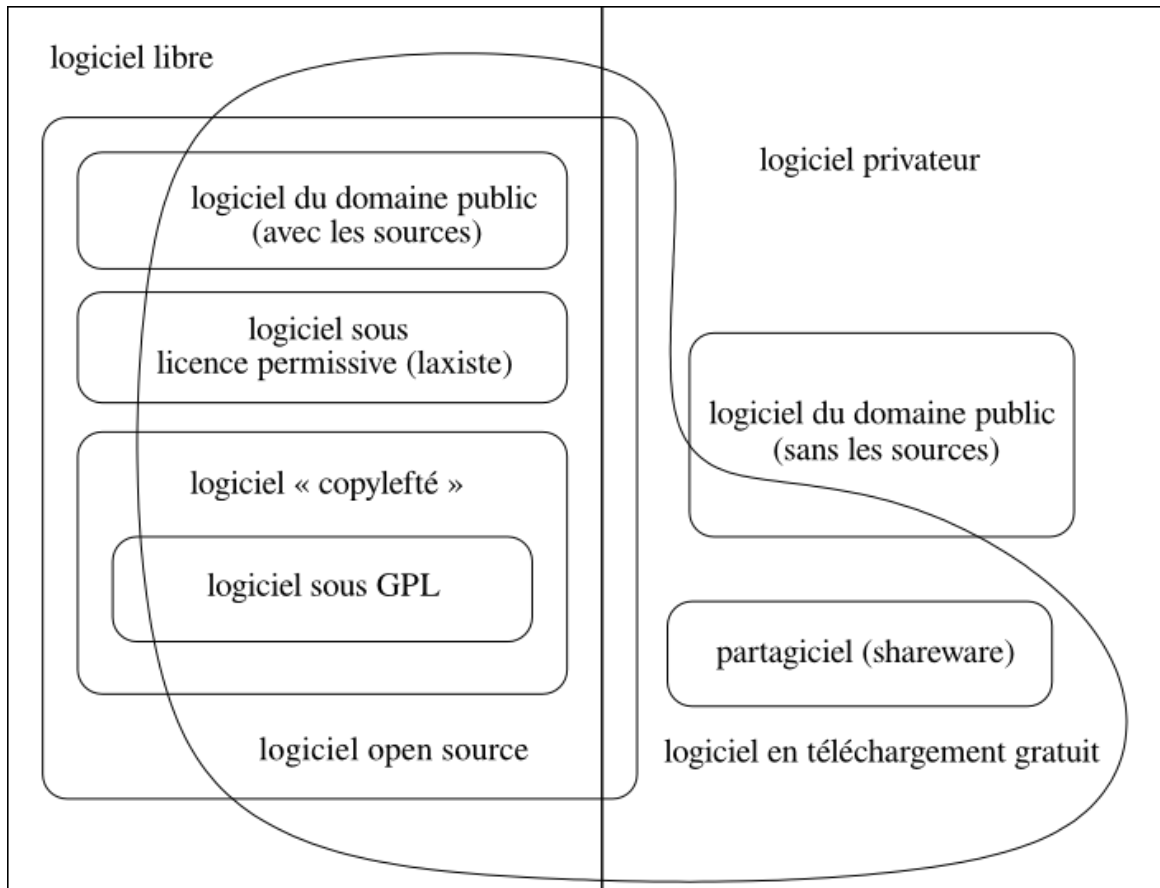 logiciel libre
logiciel privateur
logiciel du domaine public
(avec les sources)
logiciel sous
licence permissive (laxiste)
logiciel du domaine public
(sans les sources)
logiciel « copylefté »
logiciel sous GPL
partagiciel (shareware)
logiciel open source
logiciel en téléchargement gratuit